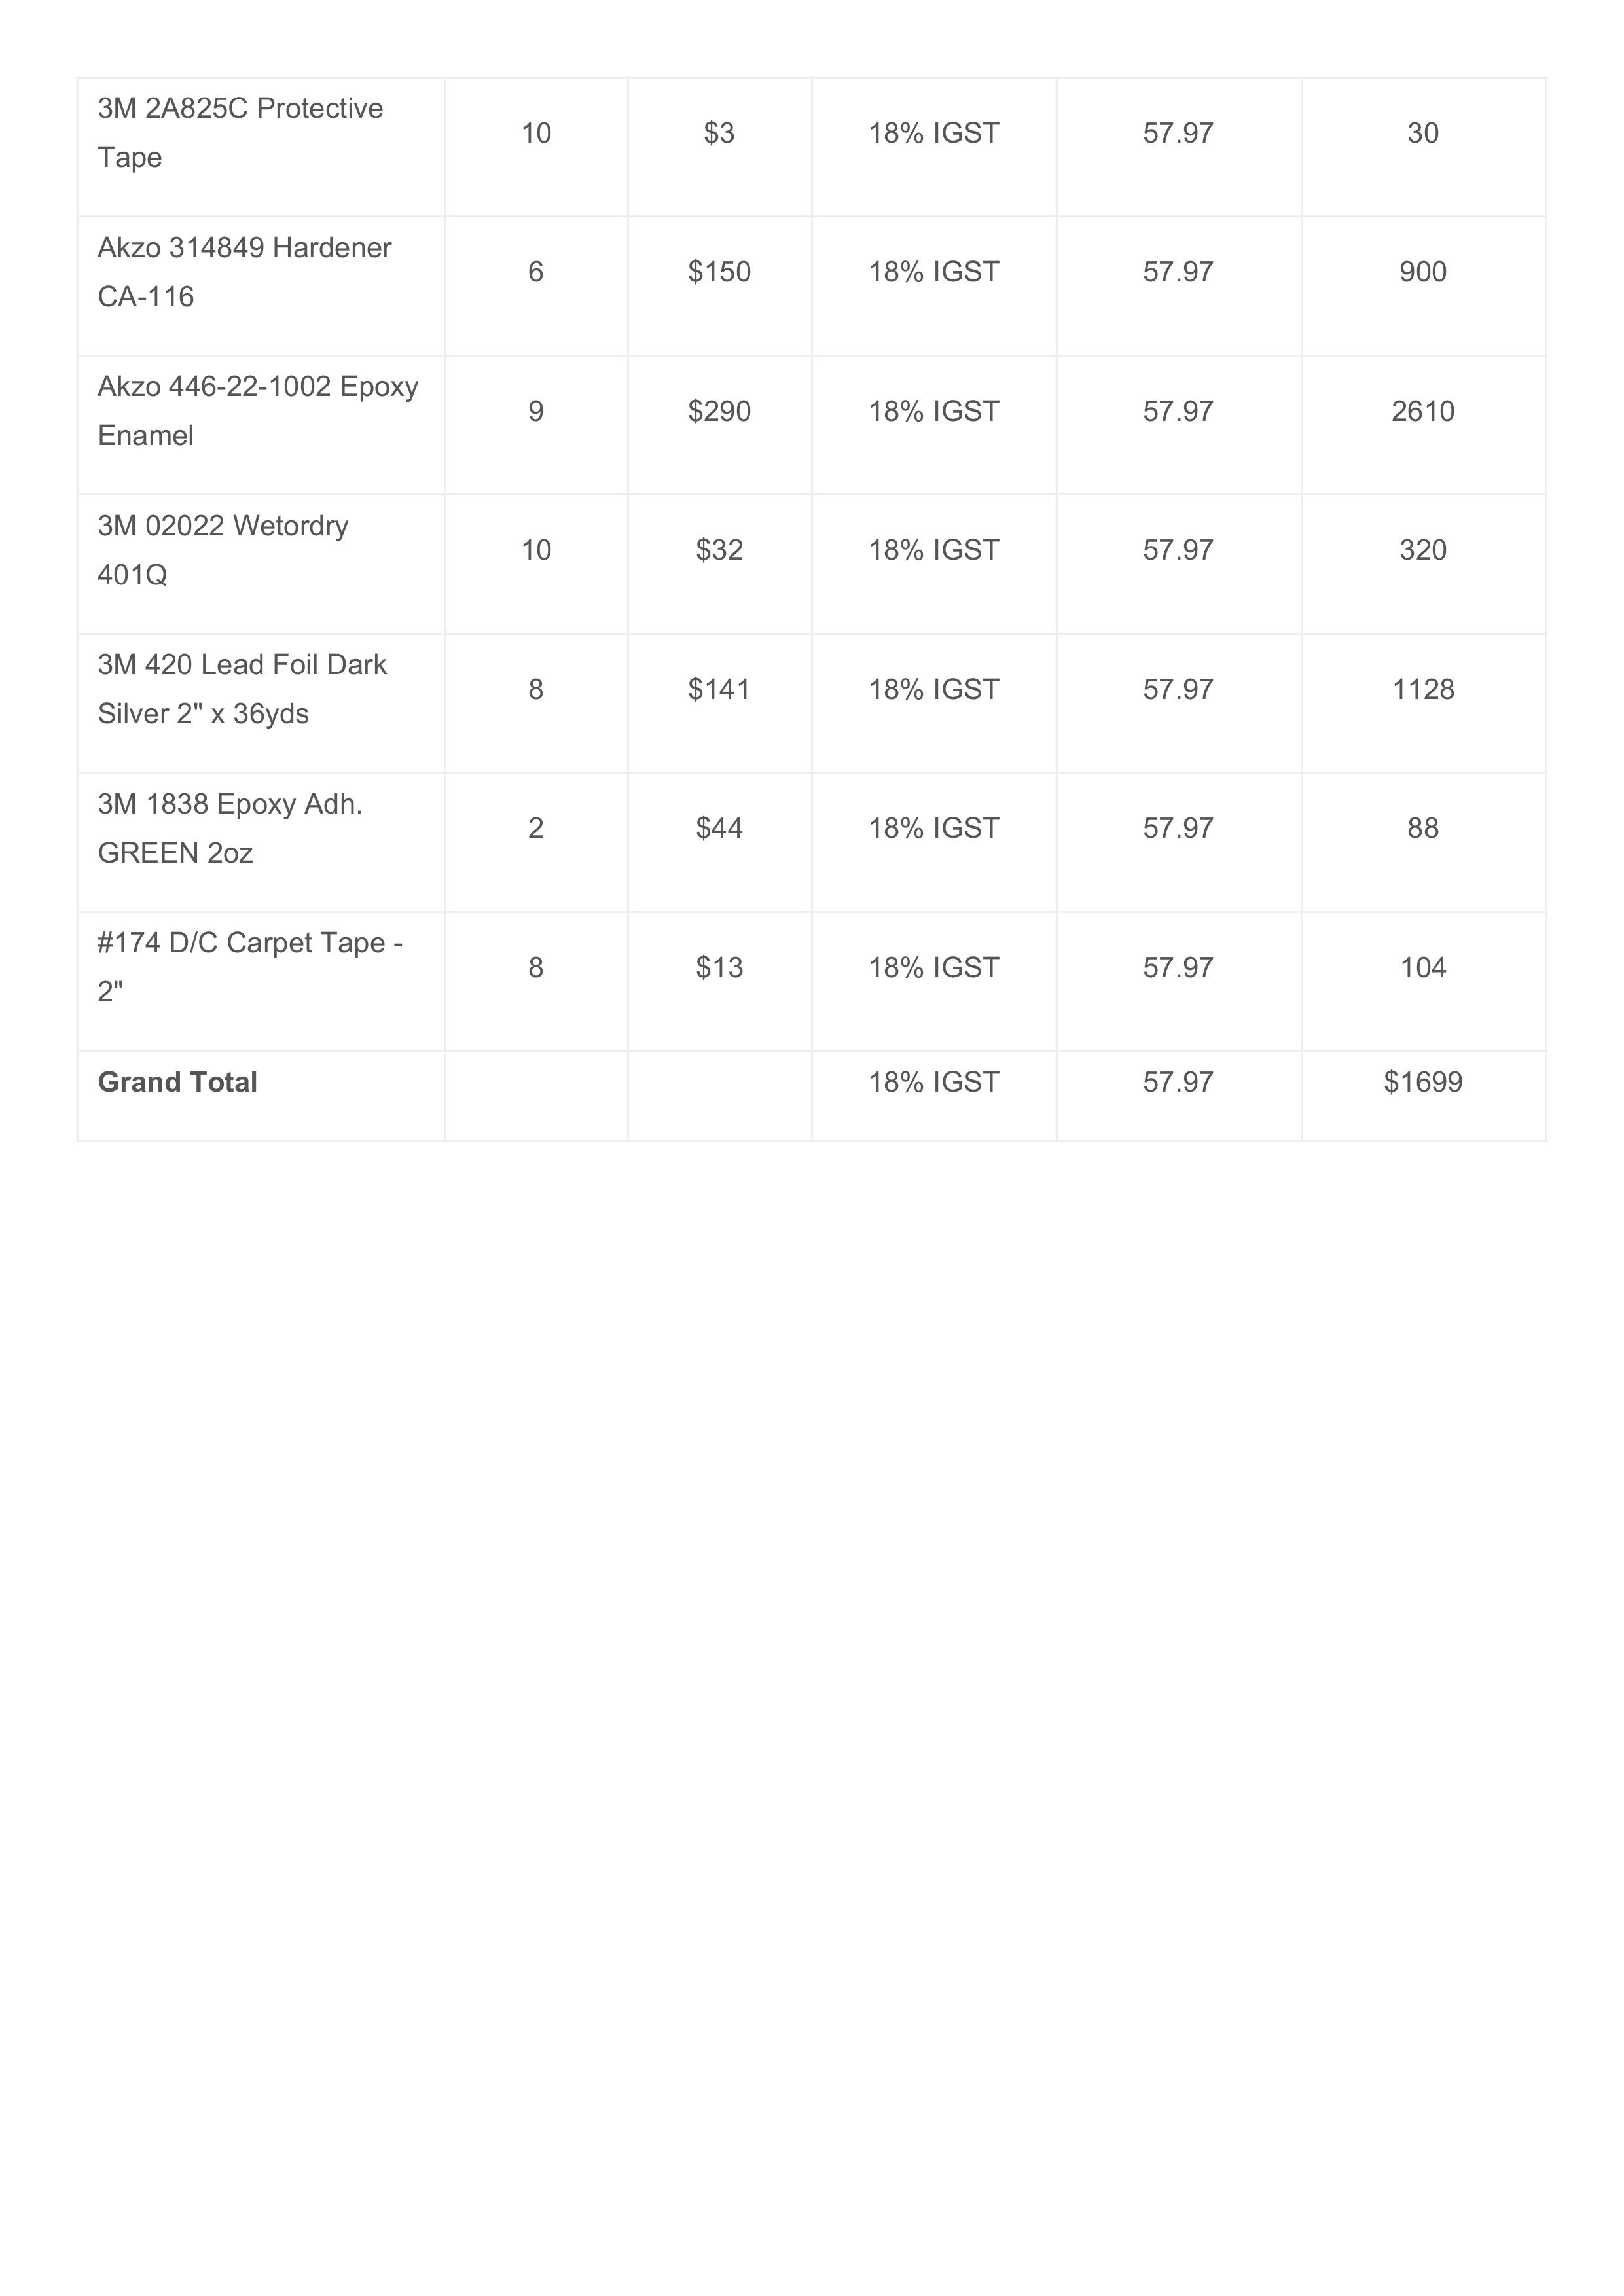 3M 2A825C Protective
Tape
10
$3
18% IGST
57.97
30
Akzo 314849 Hardener
CA-116
6
$150
18% IGST
57.97
900
Akzo 446-22-1002 Epoxy
Enamel
9
$290
18% IGST
57.97
2610
3M 02022 Wetordry
401Q
10
$32
18% IGST
57.97
320
3M 420 Lead Foil Dark
Silver 2" x 36yds
8
$141
18% IGST
57.97
1128
3M 1838 Epoxy Adh.
GREEN 2oz
2
$44
18% IGST
57.97
88
#174 D/C Carpet Tape -
2"
8
$13
18% IGST
57.97
104
Grand Total
18% IGST
57.97
$1699